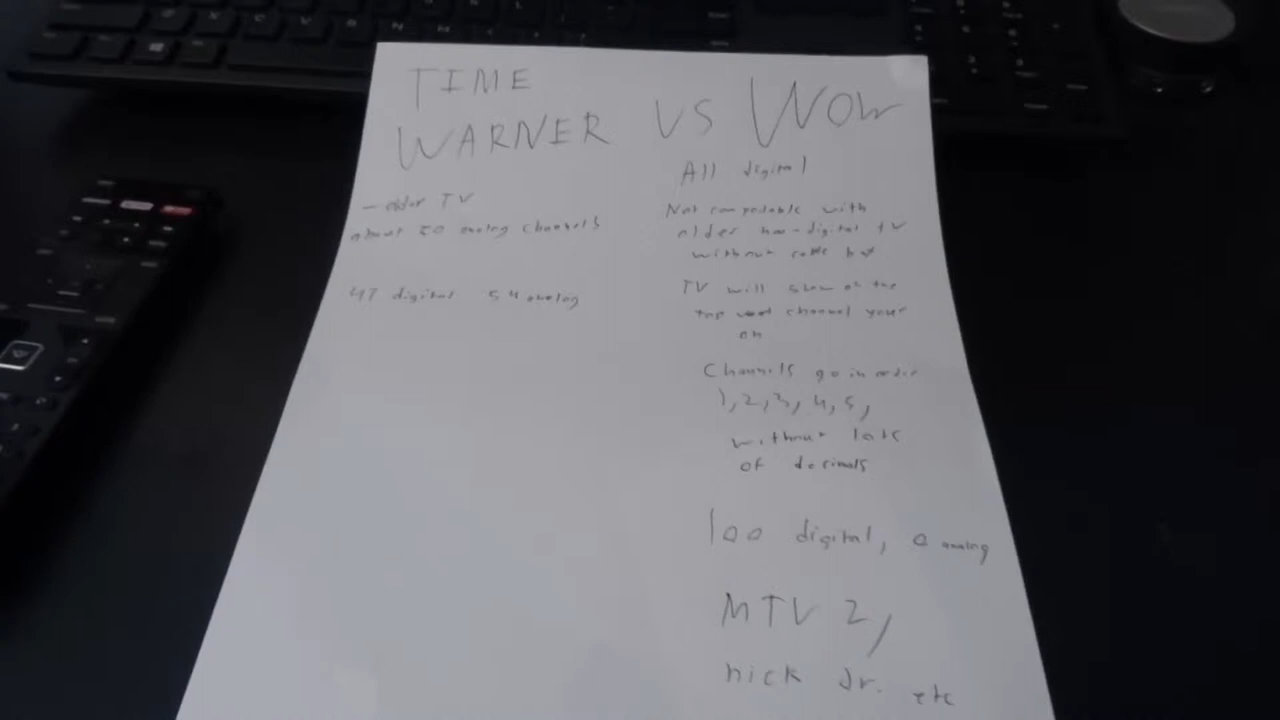 TIME
WARNER
VS WOW
- older TV
about 50 analog channels
47 digital 54 analog
All digital
Not compatable with
older non-digital TV
without cable box
TV will show on the
top channel your
on
Channels go in order
1,2,3,4,5,
without lots
of decimals
100 digital, 0 analog
MTV 2,
nick Jr. etc